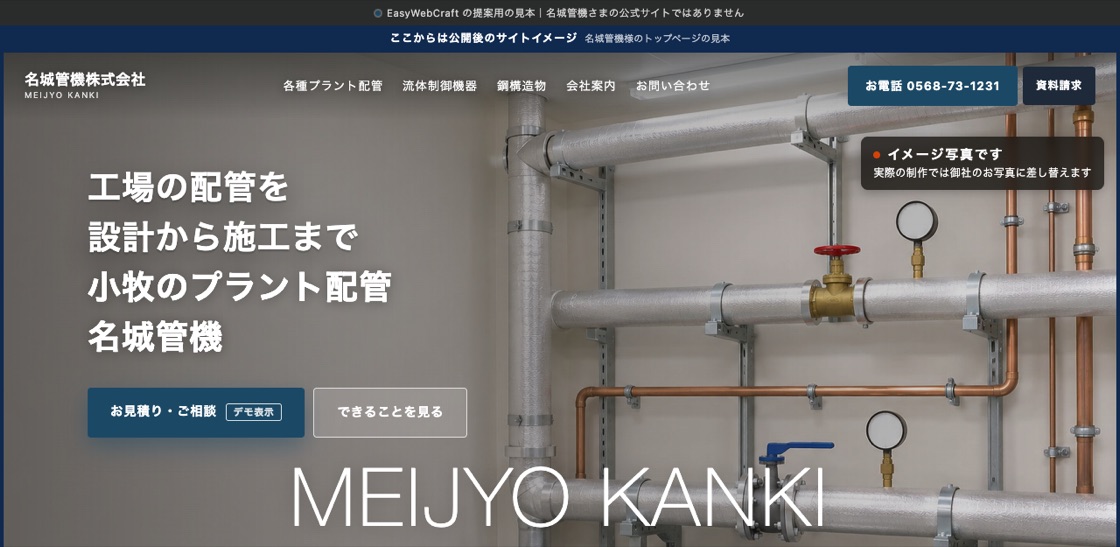 EasyWebCraft の提案用の見本｜名城管機さまの公式サイトではありません
ここからは公開後のサイトイメージ 名城管機様のトップページの見本
名城管機株式会社
MEIJYO KANKI
各種プラント配管 流体制御機器 鋼構造物 会社案内 お問い合わせ
お電話 0568-73-1231 資料請求
イメージ写真です
実際の制作では御社のお写真に差し替えます
工場の配管を
設計から施工まで
小牧のプラント配管
名城管機
お見積り・ご相談 デモ表示 できることを見る
MEIJYO KANKI